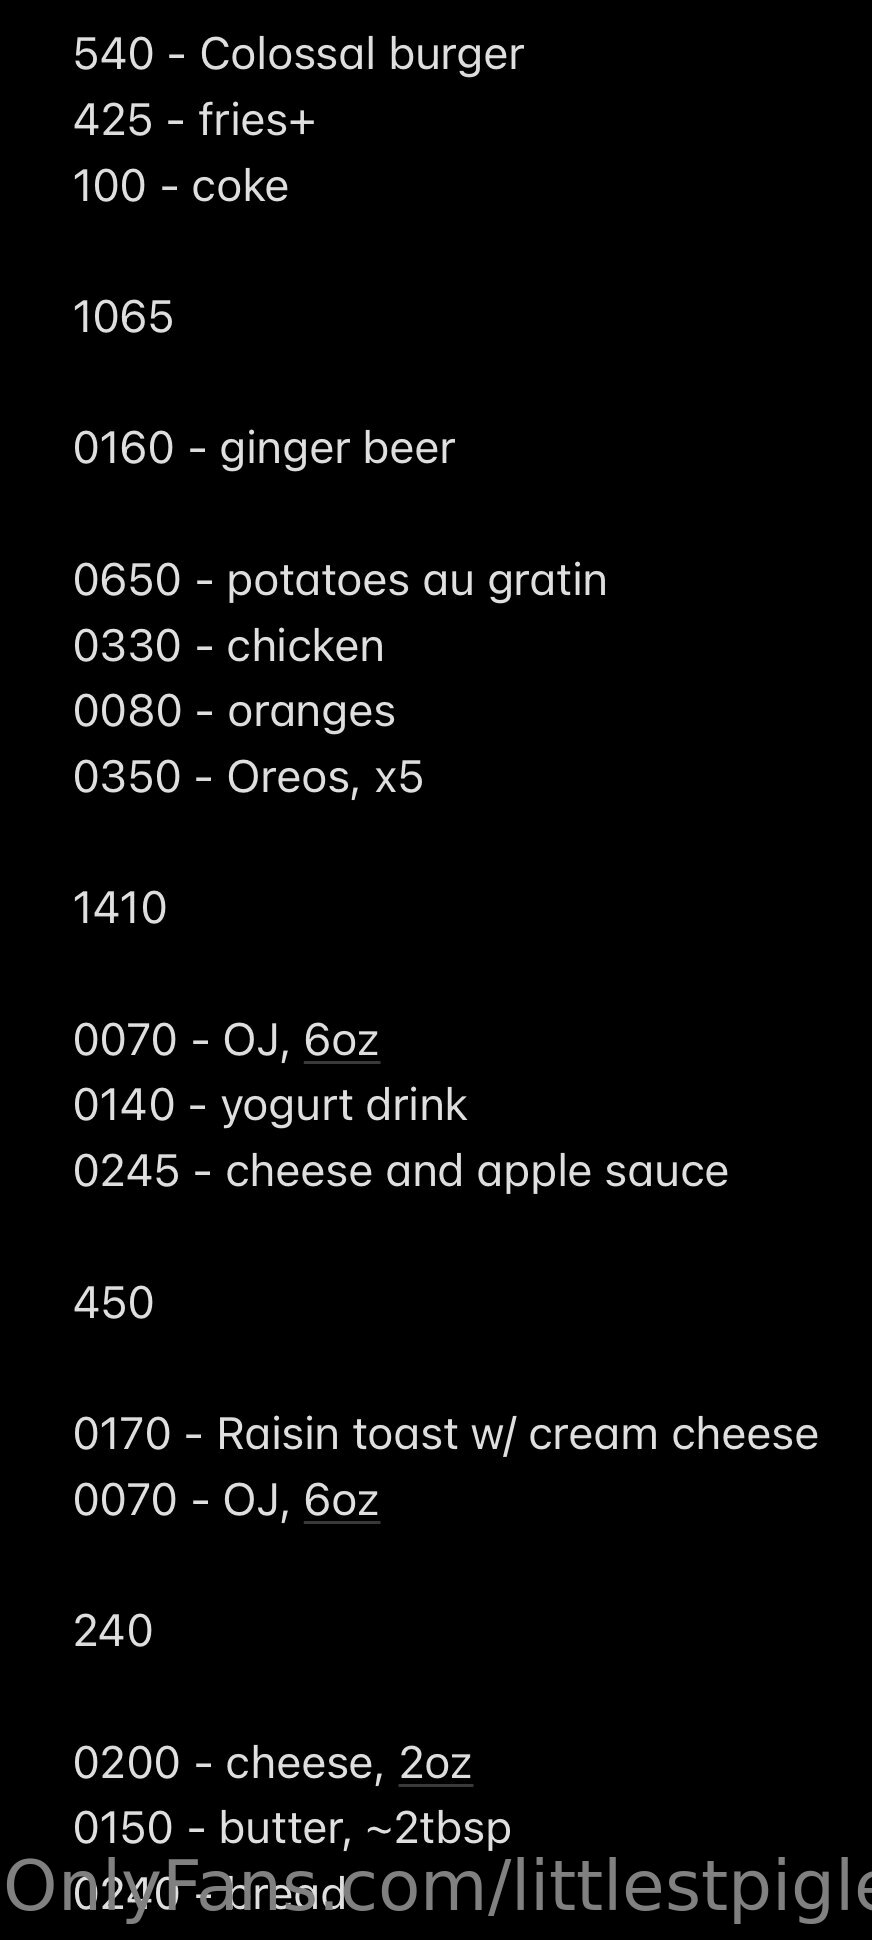 540 - Colossal burger
425 - fries+
100 - coke
1065
0160 - ginger beer
0650 - potatoes au gratin
0330 - chicken
0080 - oranges
0350 - Oreos, x5
1410
0070 - OJ, 6oz
0140 - yogurt drink
0245 - cheese and apple sauce
450
0170 - Raisin toast w/ cream cheese
0070 - OJ, 6oz
240
0200 - cheese, 2oz
0150 - butter, ~2tbsp
0240 - bread
OnlyFans.com/littlestpigle